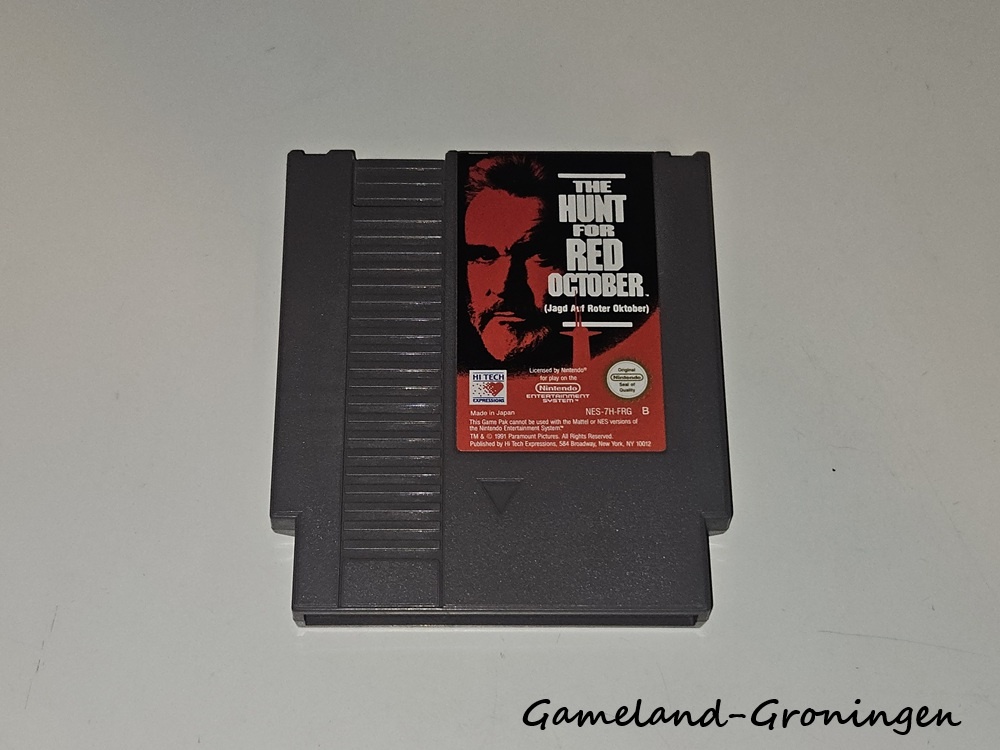 THE
HUNT
FOR
RED
OCTOBER™
(Jagd Auf Roter Oktober)
HI TECH
EXPRESSIONS
Licensed by Nintendo®
for play on the
Nintendo
ENTERTAINMENT
SYSTEM™
Original
Nintendo
Seal of
Quality
Made in Japan
NES-7H-FRG B
This Game Pak cannot be used with the Mattel or NES versions of
the Nintendo Entertainment System™
TM & © 1991 Paramount Pictures. All Rights Reserved.
Published by Hi Tech Expressions, 584 Broadway, New York, NY 10012
Gameland-Groningen